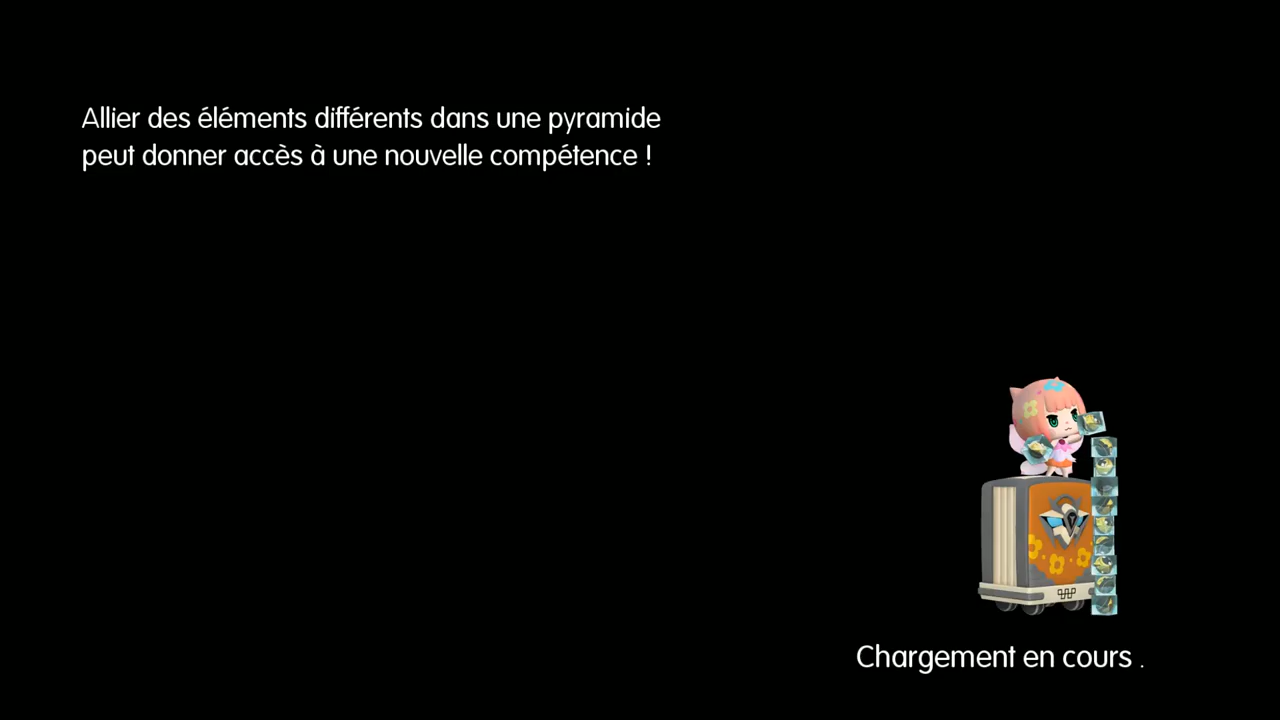 Allier des éléments différents dans une pyramide
peut donner accès à une nouvelle compétence !
Chargement en cours .